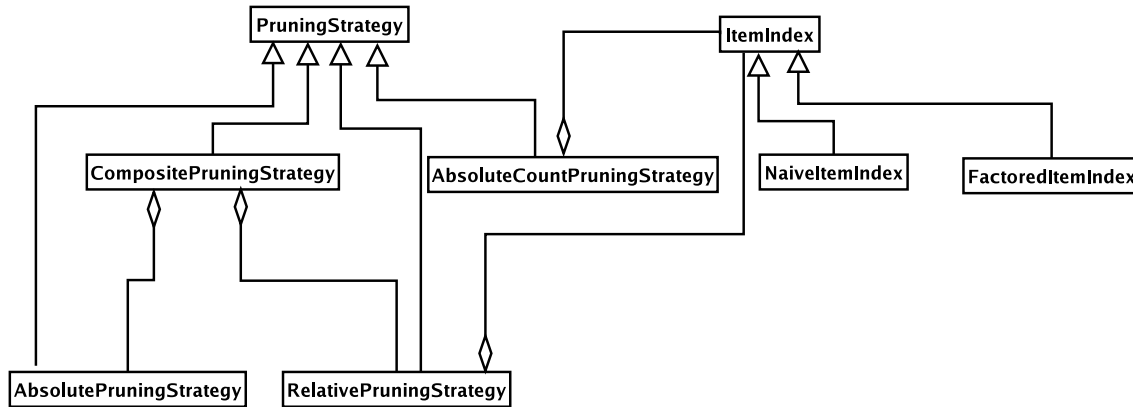 PruningStrategy
ItemIndex
CompositePruningStrategy
AbsoluteCountPruningStrategy
NaiveItemIndex
FactoredItemIndex
AbsolutePruningStrategy
RelativePruningStrategy